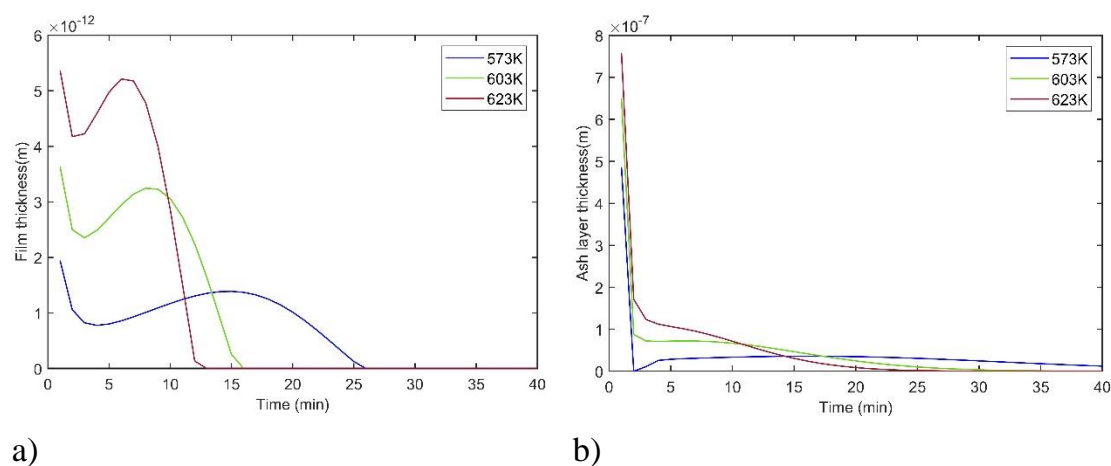 ×10⁻¹²
6
5
4
3
2
1
0
0 5 10 15 20 25 30 35 40
Film thickness(m)
Time (min)
573K
603K
623K
a)
×10⁻⁷
8
7
6
5
4
3
2
1
0
0 5 10 15 20 25 30 35 40
Ash layer thickness(m)
Time (min)
573K
603K
623K
b)